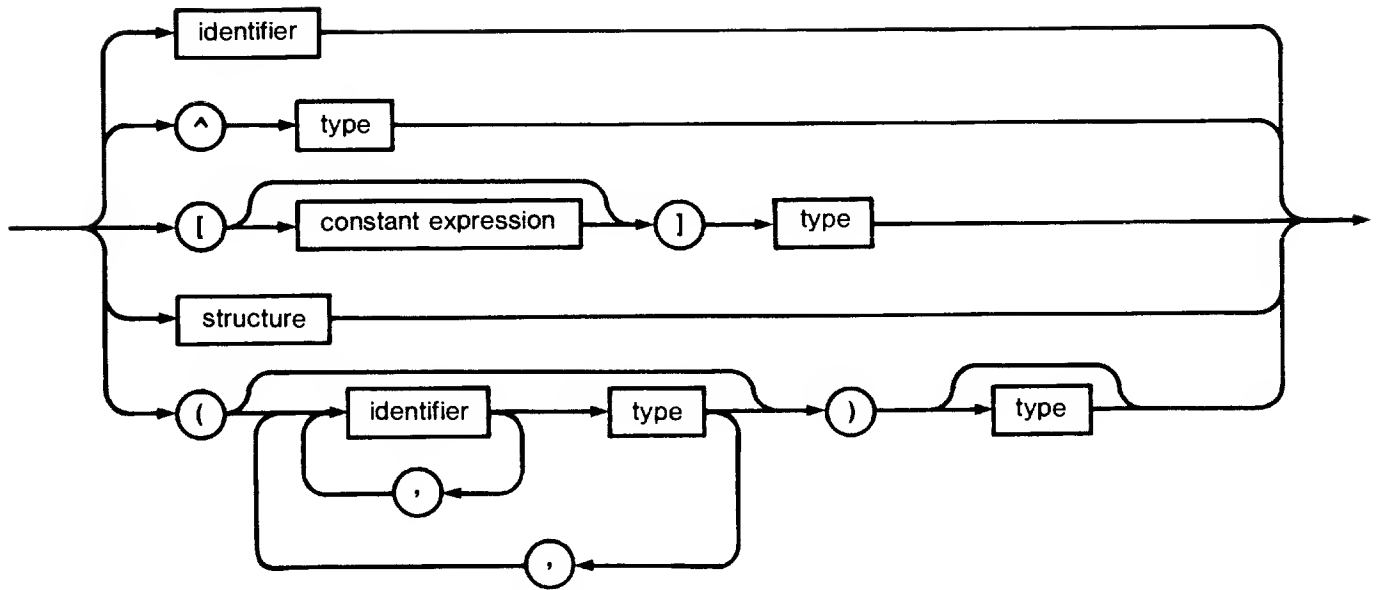 identifier
^ type
[ constant expression ] type
structure
( identifier type ) type
,
,